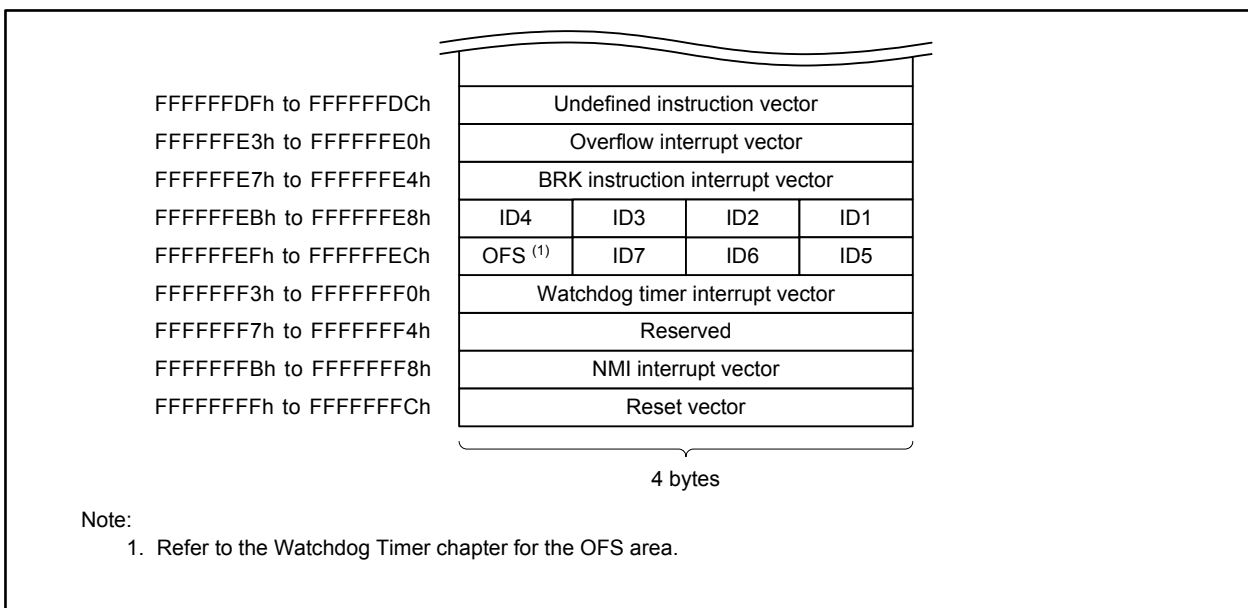 FFFFFFDFh to FFFFFFDCh Undefined instruction vector
FFFFFFE3h to FFFFFFE0h Overflow interrupt vector
FFFFFFE7h to FFFFFFE4h BRK instruction interrupt vector
FFFFFFEBh to FFFFFFE8h ID4 ID3 ID2 ID1
FFFFFFEFh to FFFFFFECh OFS (1) ID7 ID6 ID5
FFFFFFF3h to FFFFFFF0h Watchdog timer interrupt vector
FFFFFFF7h to FFFFFFF4h Reserved
FFFFFFFBh to FFFFFFF8h NMI interrupt vector
FFFFFFFFh to FFFFFFFCh Reset vector
4 bytes
Note:
1. Refer to the Watchdog Timer chapter for the OFS area.